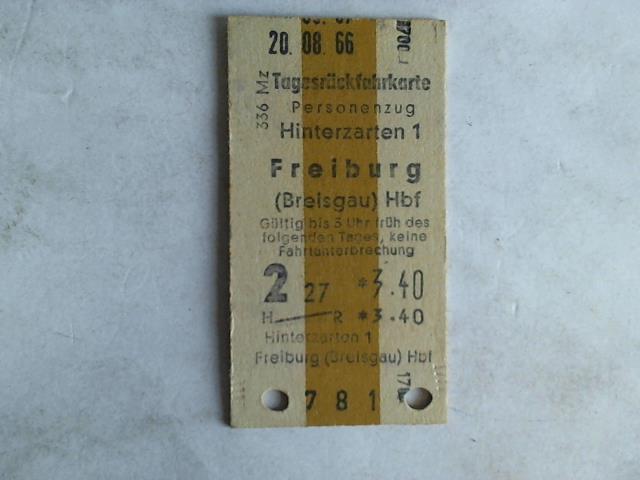 20. 08. 66
336 Mz
Tagesrückfahrkarte
Personenzug
Hinterzarten 1
Freiburg
(Breisgau) Hbf
Gültig bis 3 Uhr früh des
folgenden Tages, keine
Fahrtunterbrechung
2 27 *3.40
H R *3.40
Hinterzarten 1
Freiburg (Breisgau) Hbf
781